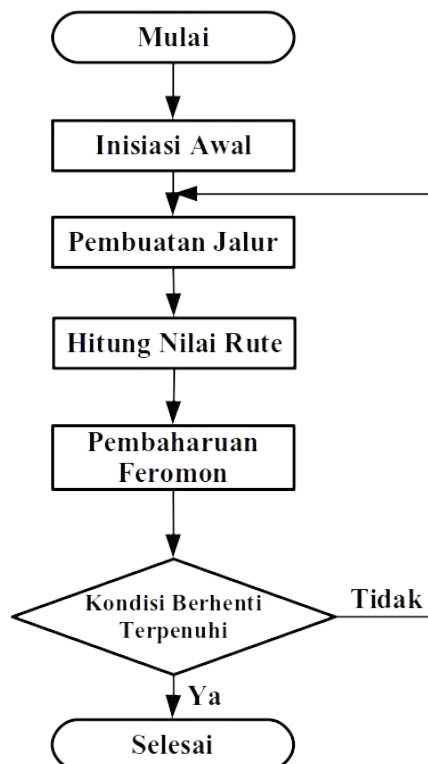 Mulai
Inisiasi Awal
Pembuatan Jalur
Hitung Nilai Rute
Pembaharuan
Feromon
Kondisi Berhenti
Terpenuhi
Tidak
Ya
Selesai